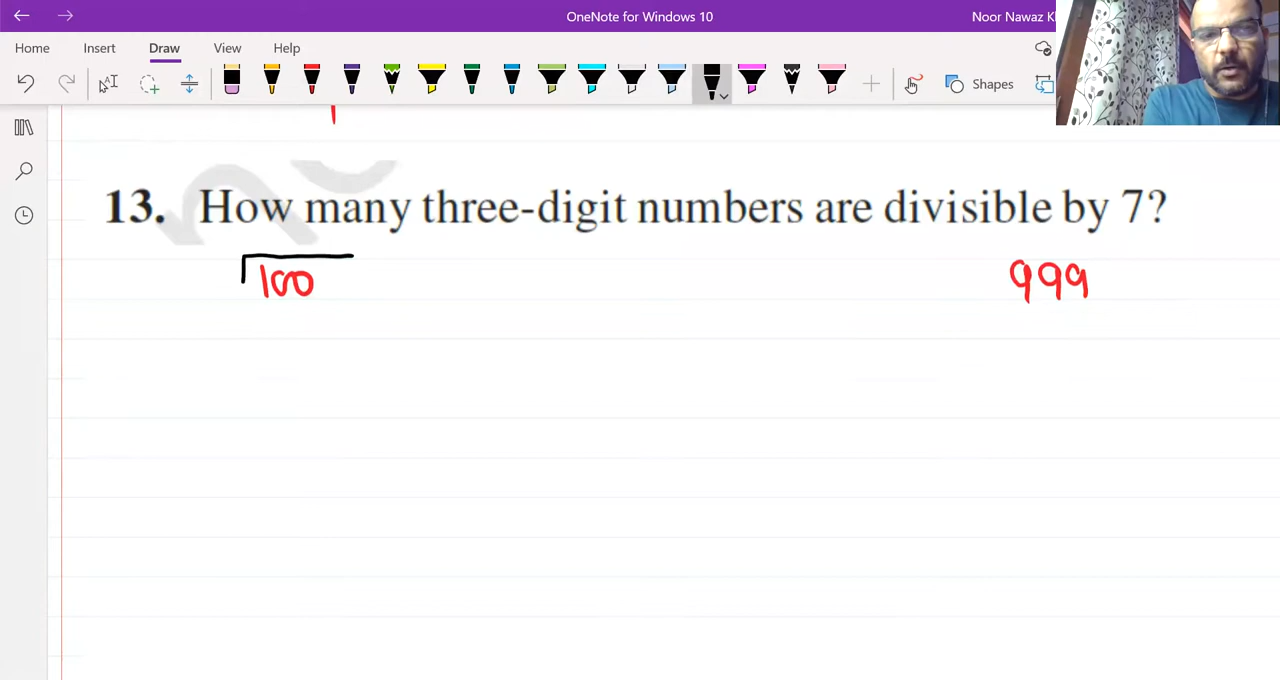 OneNote for Windows 10
Noor Nawaz Kh
Home Insert Draw View Help
Shapes
13. How many three-digit numbers are divisible by 7?
100 999